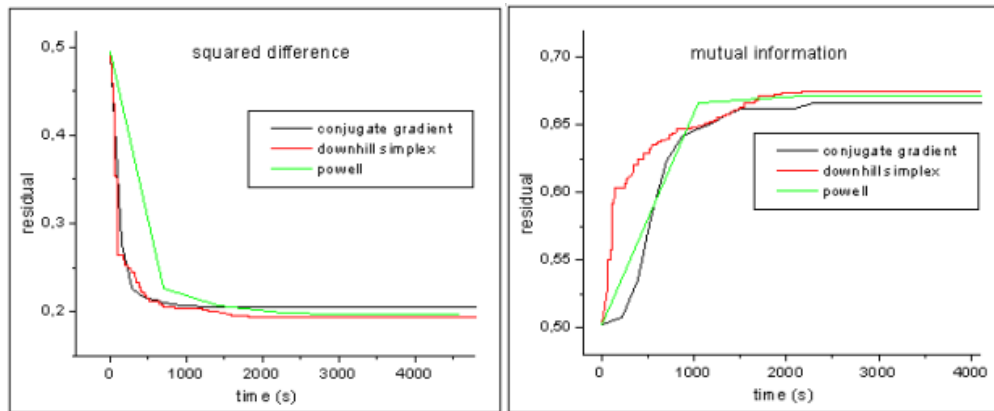 squared difference
0,5
0,4
0,3
0,2
residual
conjugate gradient
downhill simplex
powell
0 1000 2000 3000 4000
time (s)
mutual information
0,70
0,65
0,60
0,55
0,50
residual
conjugate gradient
downhill simplex
powell
0 1000 2000 3000 4000
time (s)